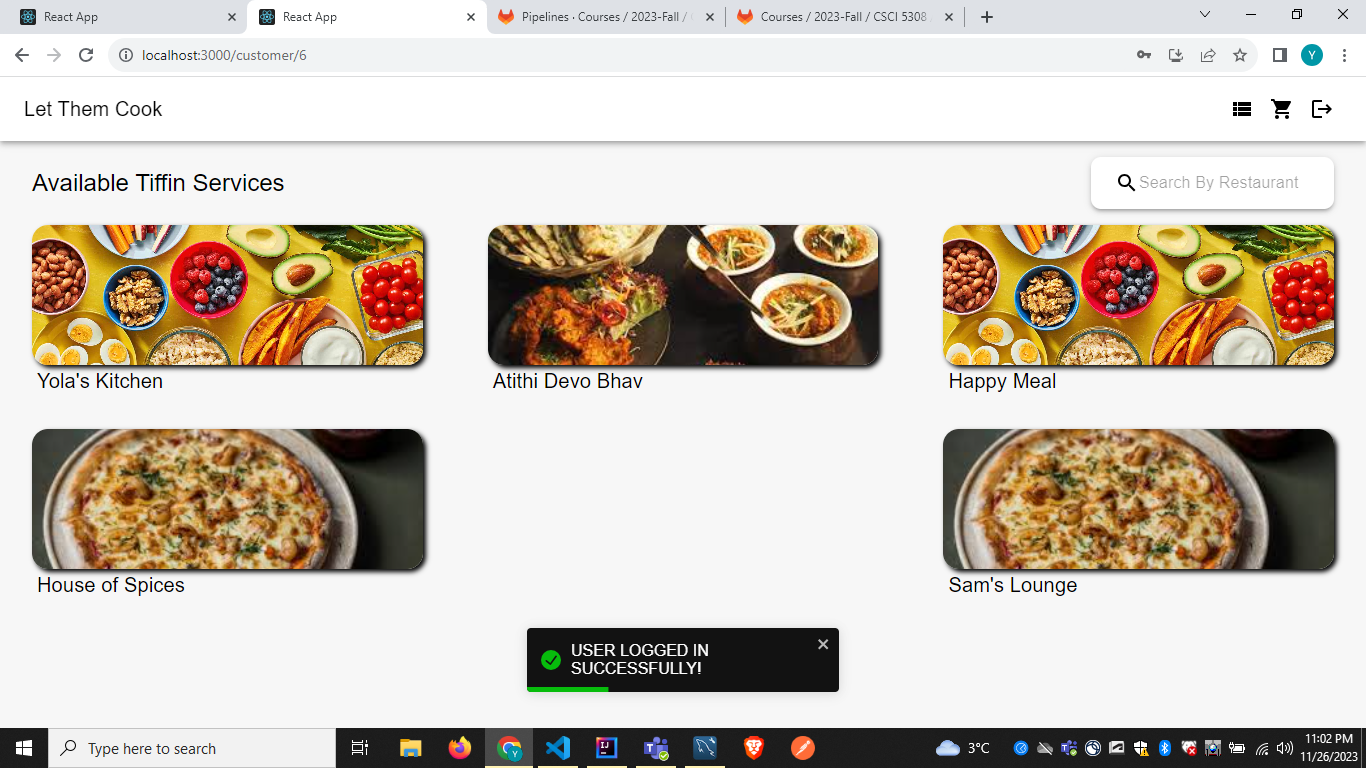 React App
React App
Pipelines · Courses / 2023-Fall /
Courses / 2023-Fall / CSCI 5308
localhost:3000/customer/6
Y
Let Them Cook
Available Tiffin Services
Search By Restaurant
Yola's Kitchen
Atithi Devo Bhav
Happy Meal
House of Spices
Sam's Lounge
USER LOGGED IN
SUCCESSFULLY!
Type here to search
3°C
11:02 PM
11/26/2023